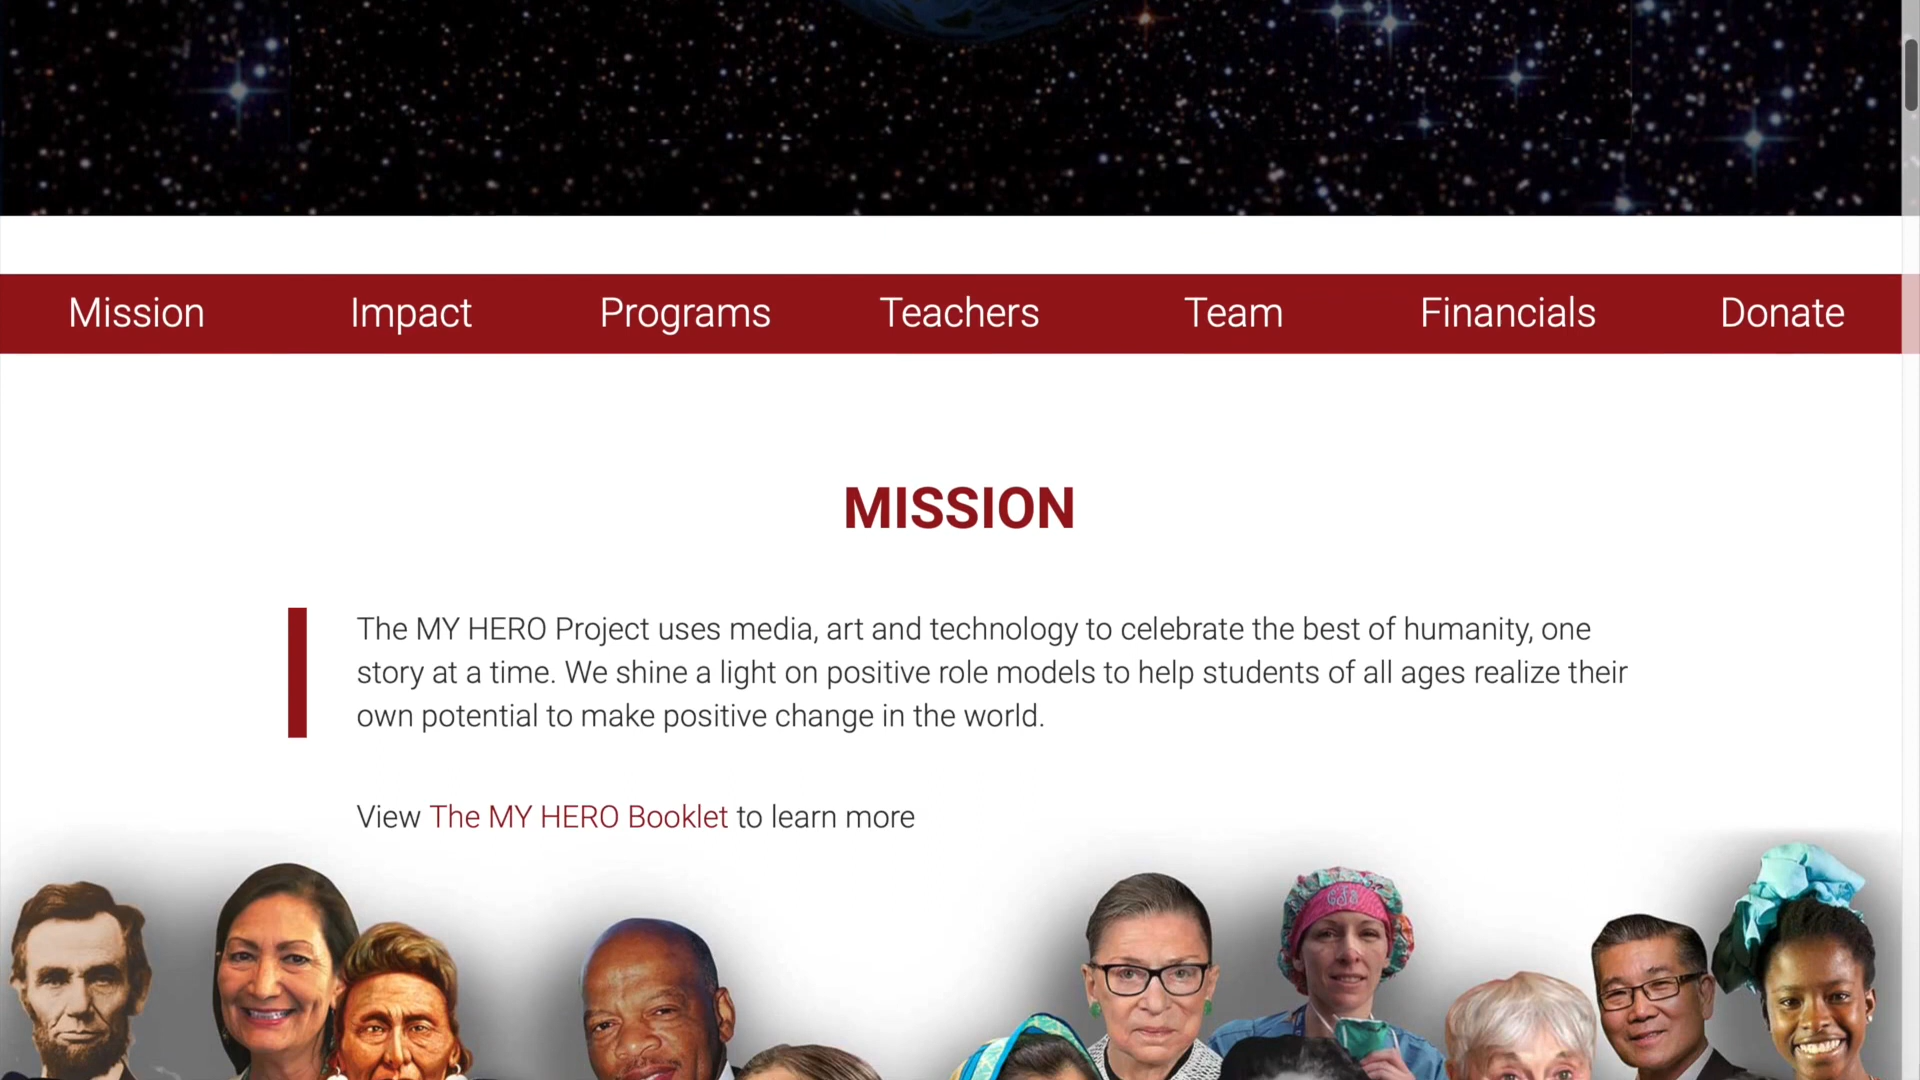 Mission Impact Programs Teachers Team Financials Donate
MISSION
The MY HERO Project uses media, art and technology to celebrate the best of humanity, one
story at a time. We shine a light on positive role models to help students of all ages realize their
own potential to make positive change in the world.
View The MY HERO Booklet to learn more